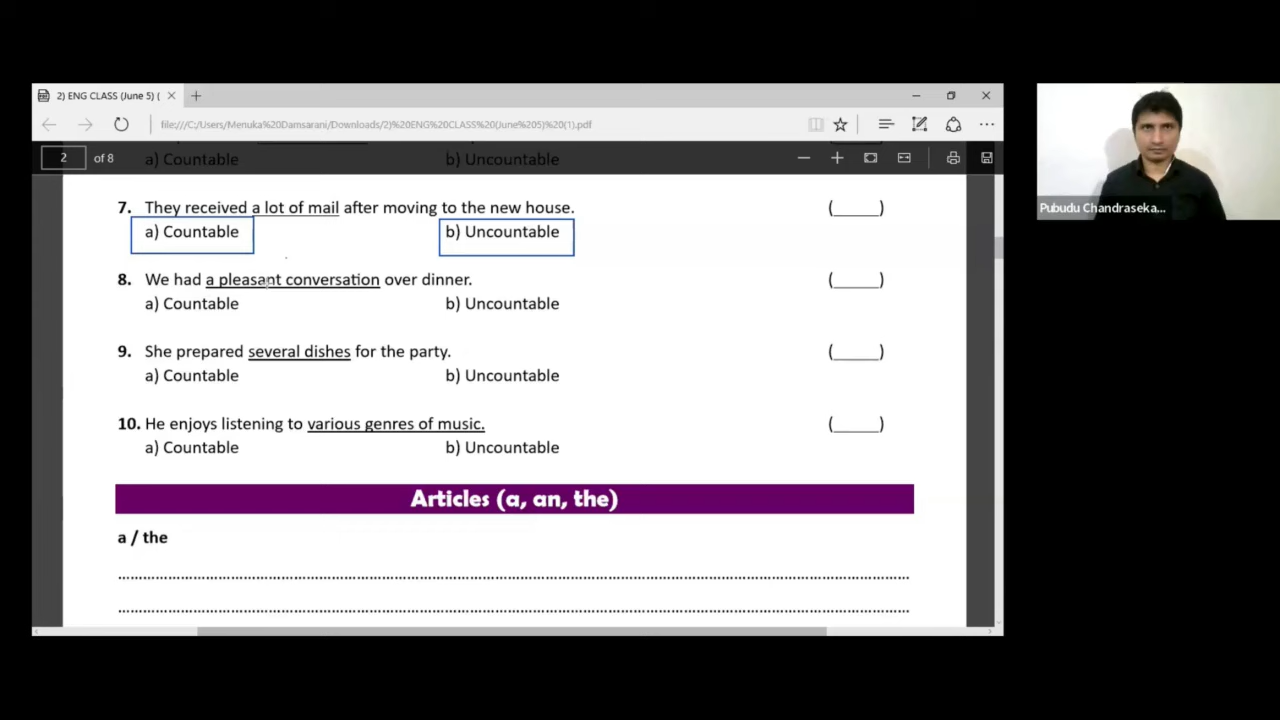 2) ENG CLASS (June 5) (
file:///C:/Users/Menuka%20Damsarani/Downloads/2)%20ENG%20CLASS%20(June%205)%20(1).pdf
2 of 8
a) Countable b) Uncountable
7. They received a lot of mail after moving to the new house. (_____)
a) Countable b) Uncountable
8. We had a pleasant conversation over dinner. (_____)
a) Countable b) Uncountable
9. She prepared several dishes for the party. (_____)
a) Countable b) Uncountable
10. He enjoys listening to various genres of music. (_____)
a) Countable b) Uncountable
Articles (a, an, the)
a / the
Pubudu Chandraseka...